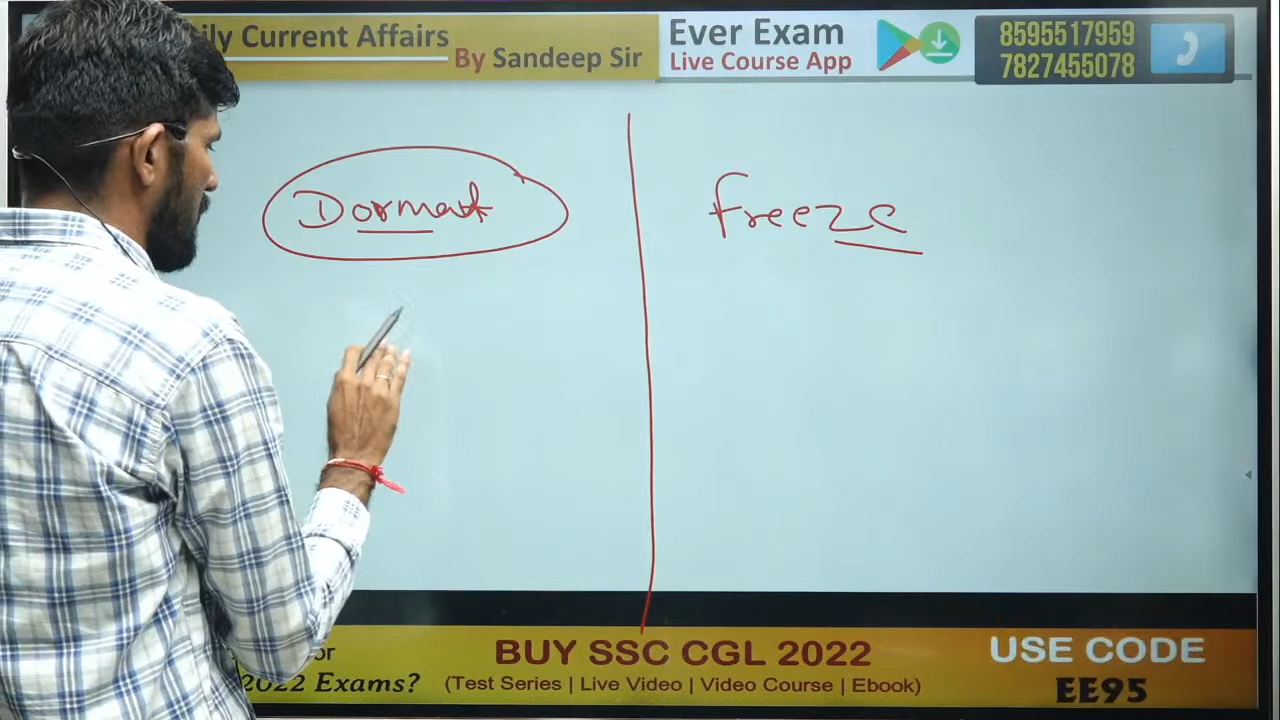 ily Current Affairs
By Sandeep Sir
Ever Exam
Live Course App
8595517959
7827455078
Dormant
freeze
or
2022 Exams?
BUY SSC CGL 2022
(Test Series | Live Video | Video Course | Ebook)
USE CODE
EE95